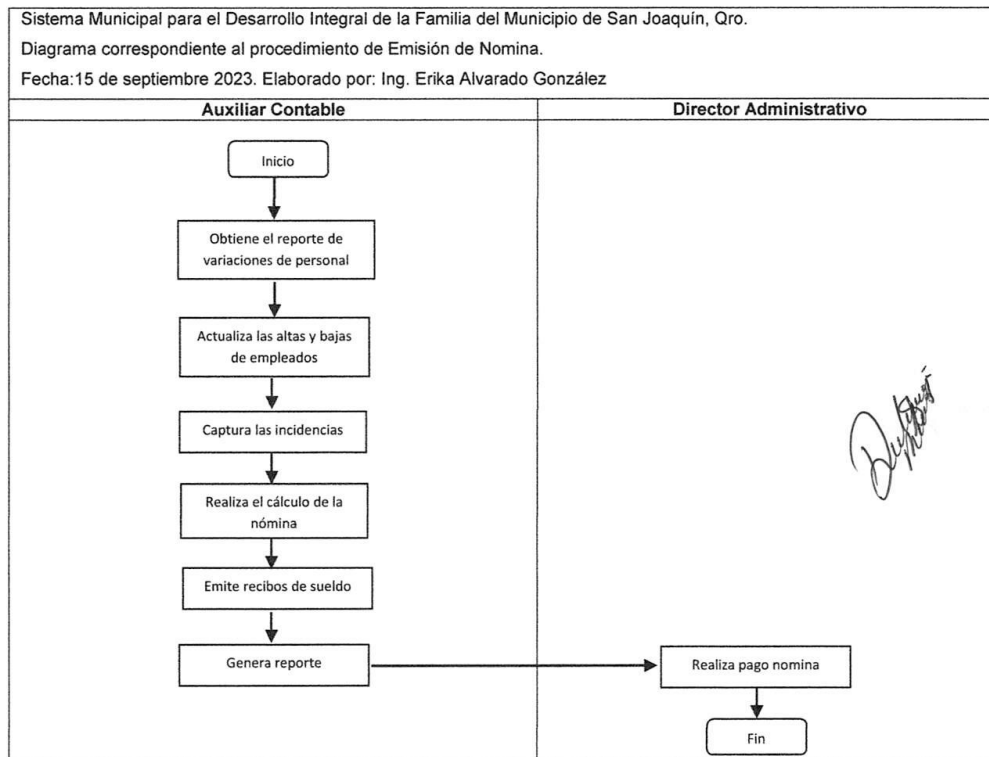 Sistema Municipal para el Desarrollo Integral de la Familia del Municipio de San Joaquín, Qro.
Diagrama correspondiente al procedimiento de Emisión de Nomina.
Fecha:15 de septiembre 2023. Elaborado por: Ing. Erika Alvarado González
Auxiliar Contable
Director Administrativo
Inicio
Obtiene el reporte de
variaciones de personal
Actualiza las altas y bajas
de empleados
Captura las incidencias
Realiza el cálculo de la
nómina
Emite recibos de sueldo
Genera reporte
Realiza pago nomina
Fin